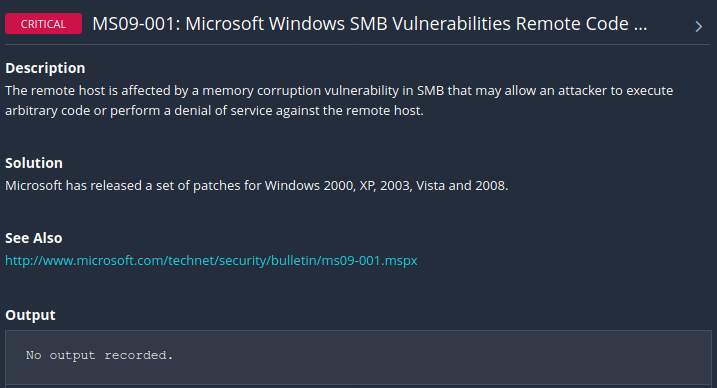 CRITICAL MS09-001: Microsoft Windows SMB Vulnerabilities Remote Code ...
Description
The remote host is affected by a memory corruption vulnerability in SMB that may allow an attacker to execute
arbitrary code or perform a denial of service against the remote host.
Solution
Microsoft has released a set of patches for Windows 2000, XP, 2003, Vista and 2008.
See Also
http://www.microsoft.com/technet/security/bulletin/ms09-001.mspx
Output
No output recorded.